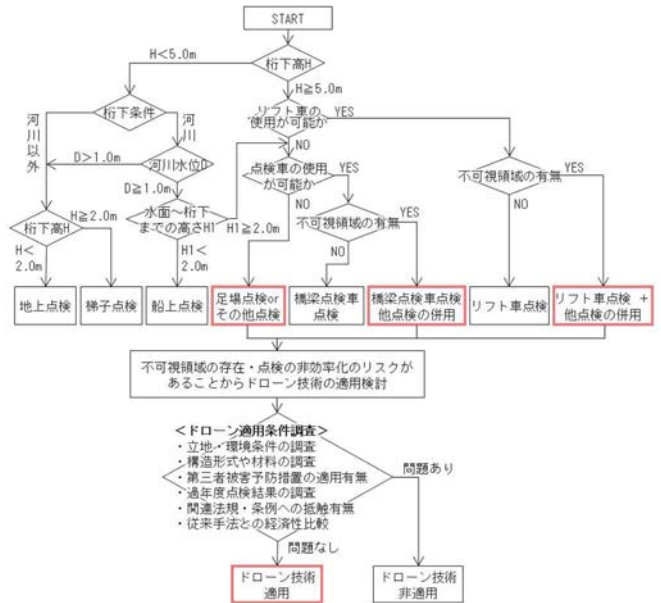 START
H＜5.0m
桁下高H
H≧5.0m
桁下条件
河川以外
河川
リフト車の
使用が可能か
YES
NO
D＞1.0m
河川水位D
点検車の使用
が可能か
YES
不可視領域の有無
YES
D≧1.0m
NO
NO
桁下高H
H≧2.0m
水面～桁下
までの高さH1
H1≧2.0m
不可視領域の有無
YES
H＜
2.0m
H1＜
2.0m
NO
地上点検
梯子点検
船上点検
足場点検or
その他点検
橋梁点検車
点検
橋梁点検車点検
他点検の併用
リフト車点検
リフト車点検 ＋
他点検の併用
不可視領域の存在・点検の非効率化のリスクが
あることからドローン技術の適用検討
＜ドローン適用条件調査＞
・立地・環境条件の調査
・構造形式や材料の調査
・第三者被害予防措置の適用有無
・過年度点検結果の調査
・関連法規・条例への抵触有無
・従来手法との経済性比較
問題あり
問題なし
ドローン技術
適用
ドローン技術
非適用